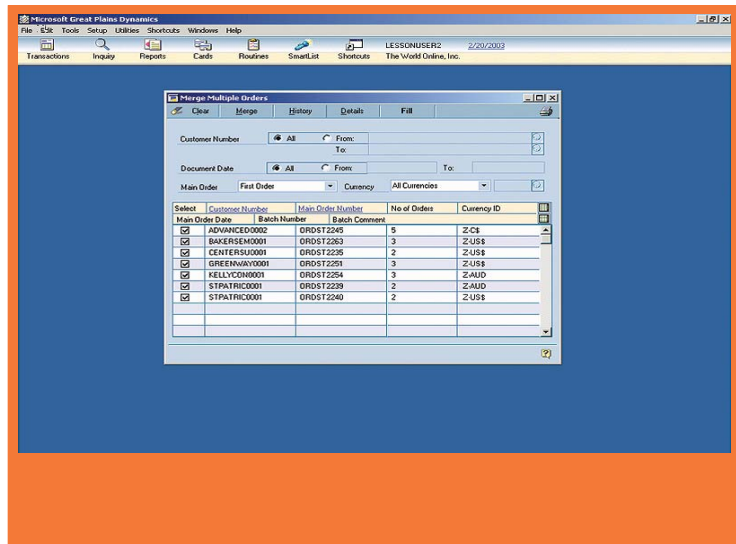 Microsoft Great Plains Dynamics
File Edit Tools Setup Utilities Shortcuts Windows Help
Transactions Inquiry Reports Cards Routines SmartList Shortcuts LESSONUSER2 2/20/2003
The World Online, Inc.
Merge Multiple Orders
Clear Merge History Details Fill
Customer Number All From:
To:
Document Date All From: To:
Main Order First Order Currency All Currencies
Select Customer Number Main Order Number No of Orders Currency ID
Main Order Date Batch Number Batch Comment
ADVANCED0002 ORDST2245 5 Z-C$
BAKERSEM0001 ORDST2263 3 Z-US$
CENTERSU0001 ORDST2235 2 Z-US$
GREENWAY0001 ORDST2251 3 Z-US$
KELLYCON0001 ORDST2254 3 Z-AUD
STPATRIC0001 ORDST2239 2 Z-AUD
STPATRIC0001 ORDST2240 2 Z-US$